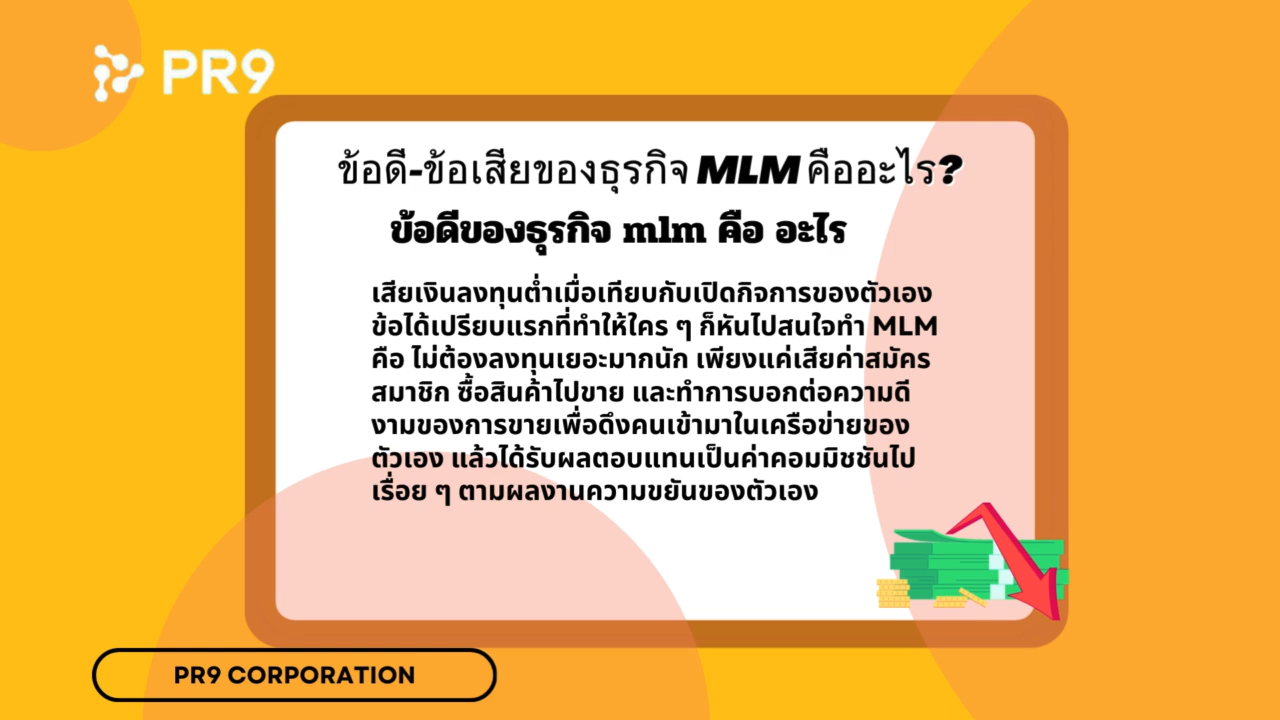 PR9
ข้อดี-ข้อเสียของธุรกิจ MLM คืออะไร?
ข้อดีของธุรกิจ mlm คือ อะไร
เสียเงินลงทุนต่ำเมื่อเทียบกับเปิดกิจการของตัวเอง
ข้อได้เปรียบแรกที่ทำให้ใคร ๆ ก็หันไปสนใจทำ MLM
คือ ไม่ต้องลงทุนเยอะมากนัก เพียงแค่เสียค่าสมัคร
สมาชิก ซื้อสินค้าไปขาย และทำการบอกต่อความดี
งามของการขายเพื่อดึงคนเข้ามาในเครือข่ายของ
ตัวเอง แล้วได้รับผลตอบแทนเป็นค่าคอมมิชชันไป
เรื่อย ๆ ตามผลงานความขยันของตัวเอง
PR9 CORPORATION